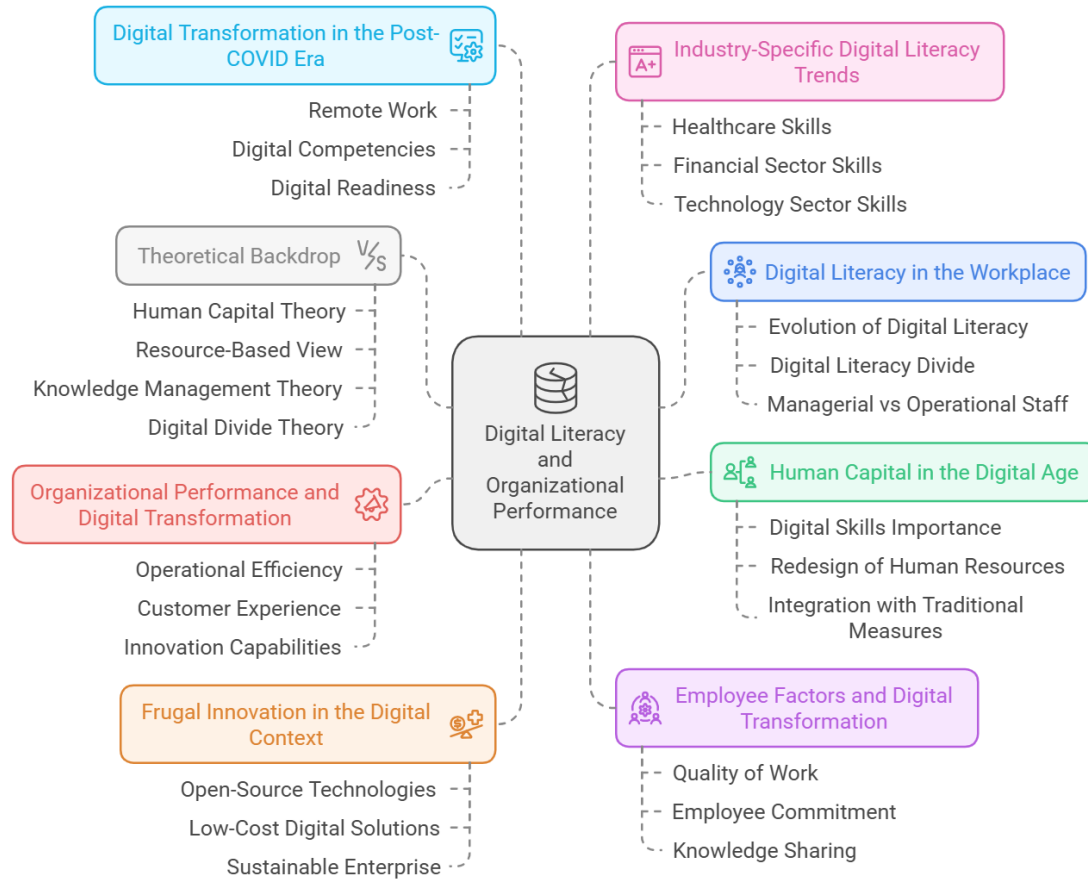 Digital Transformation in the Post-
COVID Era
Remote Work
Digital Competencies
Digital Readiness
Theoretical Backdrop
V/S
Human Capital Theory
Resource-Based View
Knowledge Management Theory
Digital Divide Theory
Organizational Performance and
Digital Transformation
Operational Efficiency
Customer Experience
Innovation Capabilities
Frugal Innovation in the Digital
Context
$
Open-Source Technologies
Low-Cost Digital Solutions
Sustainable Enterprise
Digital Literacy
and
Organizational
Performance
A+
Industry-Specific Digital Literacy
Trends
Healthcare Skills
Financial Sector Skills
Technology Sector Skills
Digital Literacy in the Workplace
Evolution of Digital Literacy
Digital Literacy Divide
Managerial vs Operational Staff
Human Capital in the Digital Age
Digital Skills Importance
Redesign of Human Resources
Integration with Traditional
Measures
Employee Factors and Digital
Transformation
Quality of Work
Employee Commitment
Knowledge Sharing